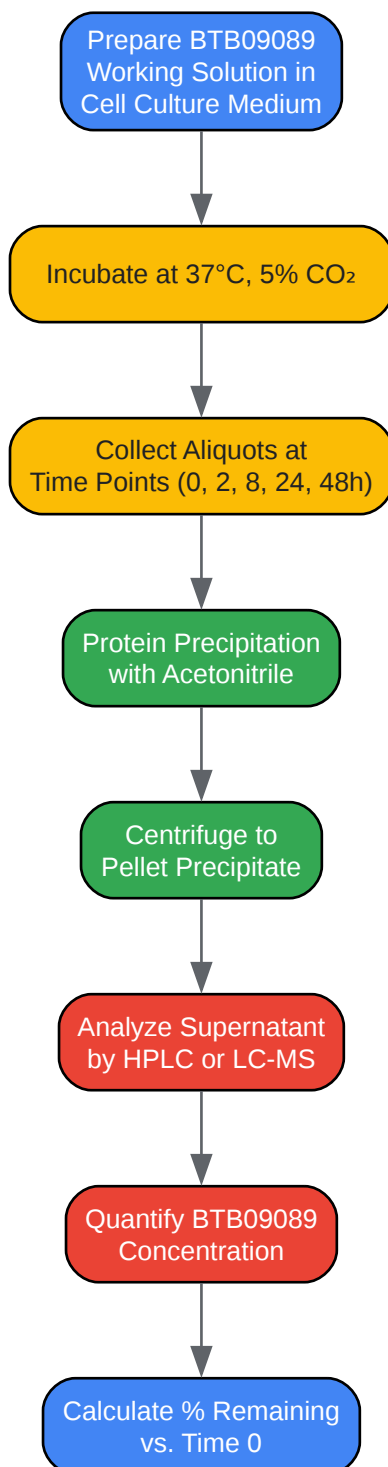 Prepare BTB09089
Working Solution in
Cell Culture Medium
Incubate at 37°C, 5% CO₂
Collect Aliquots at
Time Points (0, 2, 8, 24, 48h)
Protein Precipitation
with Acetonitrile
Centrifuge to
Pellet Precipitate
Analyze Supernatant
by HPLC or LC-MS
Quantify BTB09089
Concentration
Calculate % Remaining
vs. Time 0